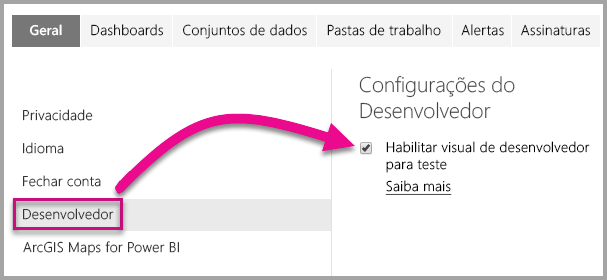 Geral Dashboards Conjuntos de dados Pastas de trabalho Alertas Assinaturas
Privacidade
Idioma
Fechar conta
Desenvolvedor
ArcGIS Maps for Power BI
Configurações do
Desenvolvedor
Habilitar visual de desenvolvedor
para teste
Saiba mais